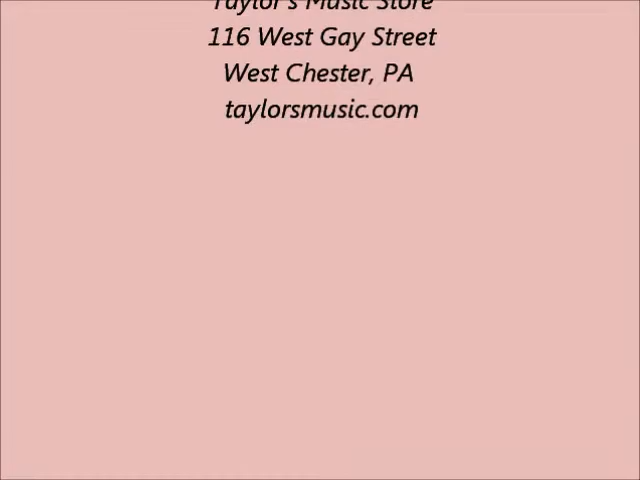 Taylor's Music Store
116 West Gay Street
West Chester, PA
taylorsmusic.com